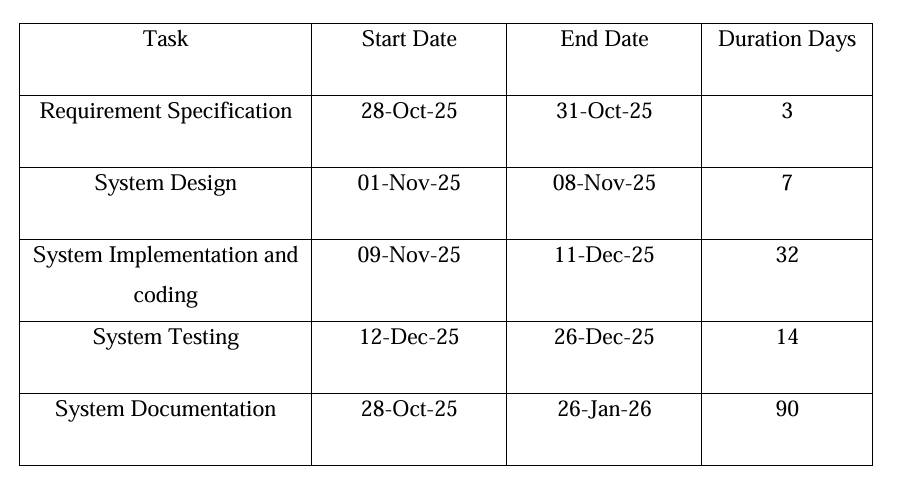 Task Start Date End Date Duration Days
Requirement Specification 28-Oct-25 31-Oct-25 3
System Design 01-Nov-25 08-Nov-25 7
System Implementation and 09-Nov-25 11-Dec-25 32
coding
System Testing 12-Dec-25 26-Dec-25 14
System Documentation 28-Oct-25 26-Jan-26 90